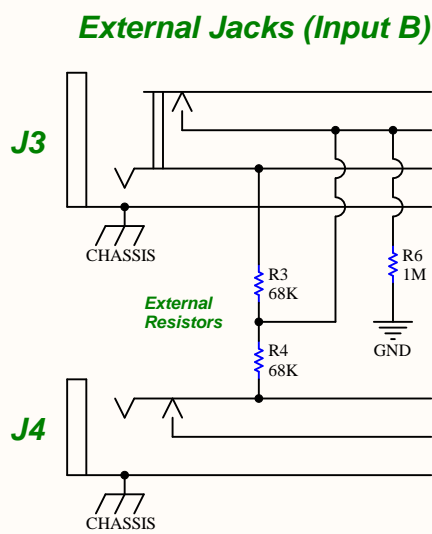 External Jacks (Input B)
J3
CHASSIS
R3
68K
R6
1M
External
Resistors
GND
R4
68K
J4
CHASSIS